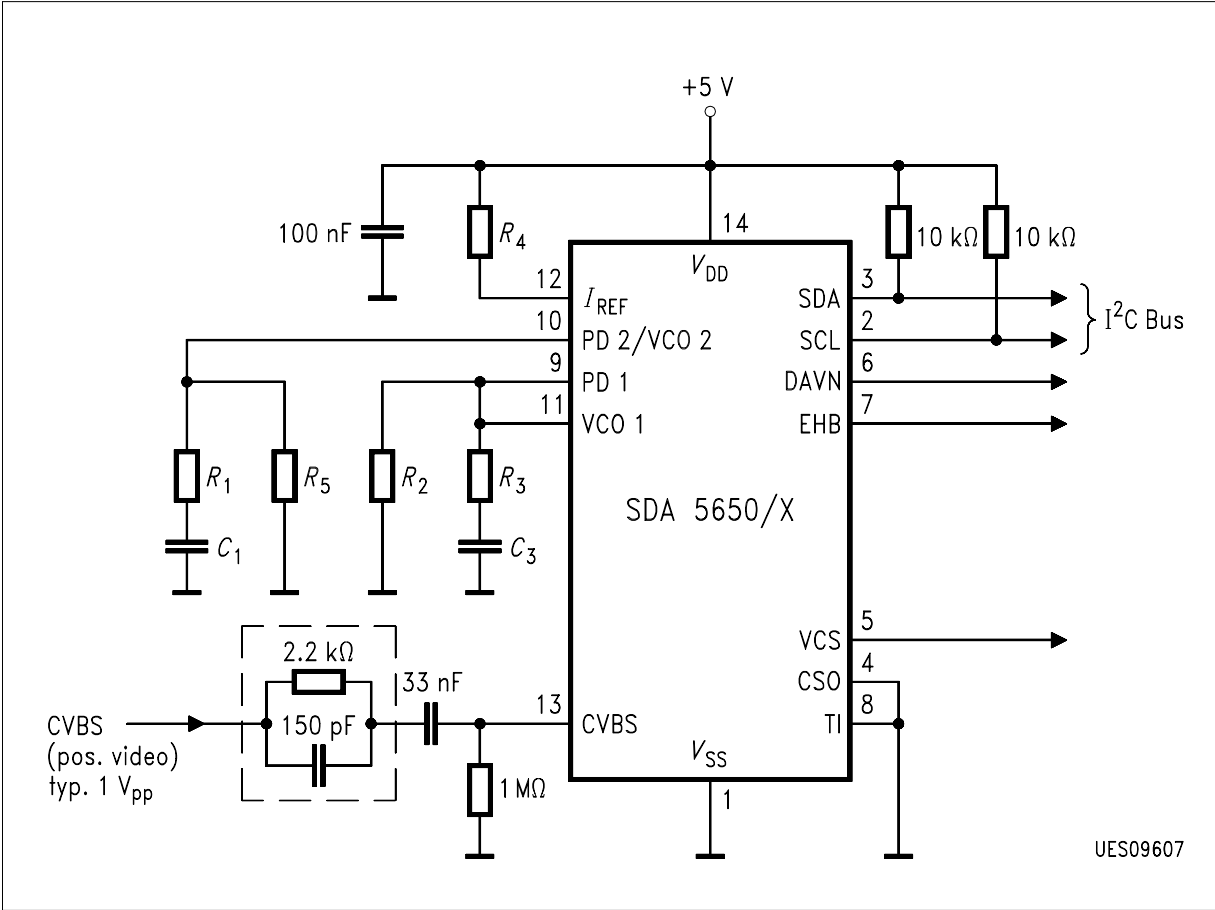 +5 V
14
100 nF
R4
10 kΩ
10 kΩ
VDD
12
IREF
3
SDA
I2C Bus
10
PD 2/VCO 2
2
SCL
9
PD 1
6
DAVN
11
VCO 1
7
EHB
R1
R5
R2
R3
SDA 5650/X
C1
C3
5
VCS
2.2 kΩ
33 nF
4
CSO
13
CVBS
8
TI
150 pF
CVBS
(pos. video)
typ. 1 Vpp
VSS
1 MΩ
1
UES09607